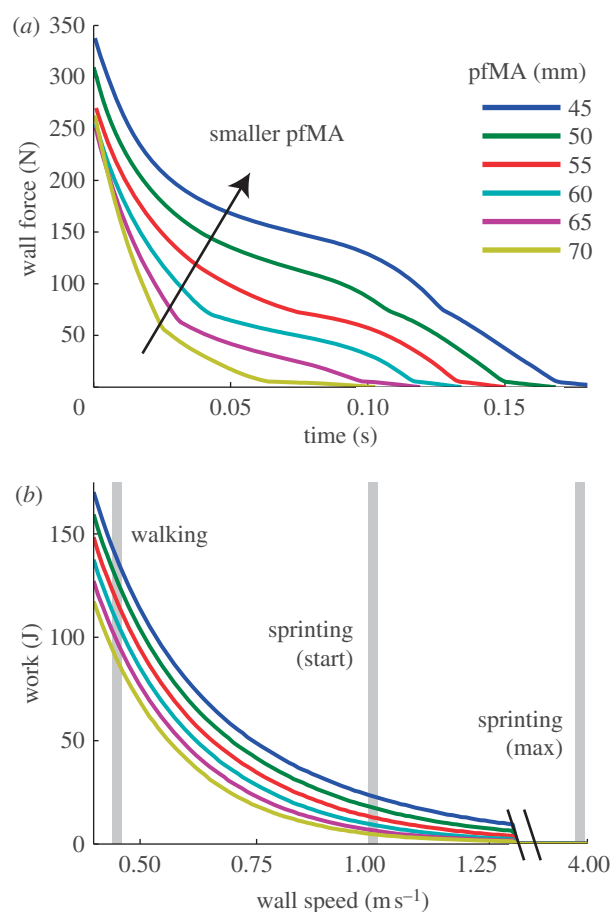 (a)
350
300
250
200
150
100
50
0
0.05
0.10
0.15
wall force (N)
time (s)
smaller pfMA
pfMA (mm)
45
50
55
60
65
70
(b)
150
100
50
0
0.50
0.75
1.00
1.25
4.00
work (J)
wall speed (m s⁻¹)
walking
sprinting
(start)
sprinting
(max)